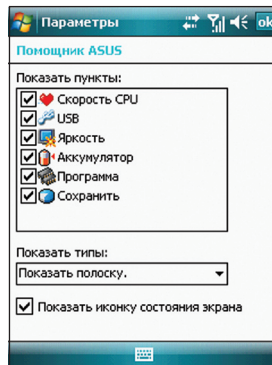 Параметры
ok
Помощник ASUS
Показать пункты:
Скорость CPU
USB
Яркость
Аккумулятор
Программа
Сохранить
Показать типы:
Показать полоску.
Показать иконку состояния экрана